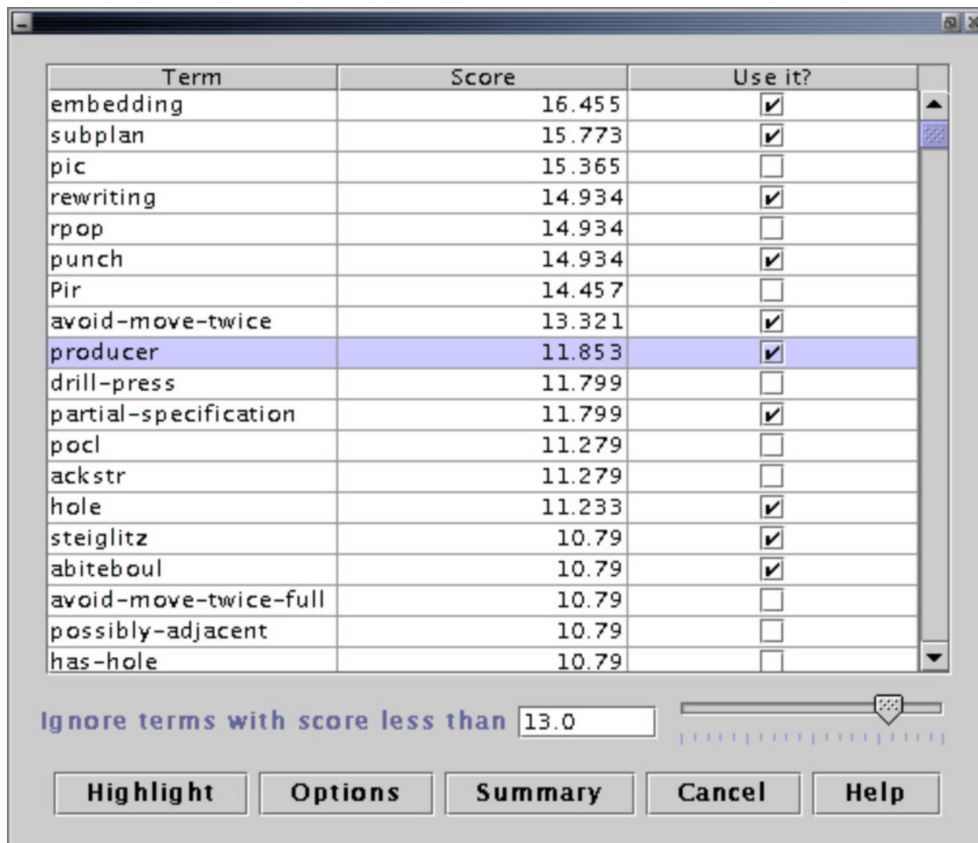 Term Score Use it?
embedding 16.455
subplan 15.773
pic 15.365
rewriting 14.934
rpop 14.934
punch 14.934
Pir 14.457
avoid-move-twice 13.321
producer 11.853
drill-press 11.799
partial-specification 11.799
pocl 11.279
ackstr 11.279
hole 11.233
steiglitz 10.79
abiteboul 10.79
avoid-move-twice-full 10.79
possibly-adjacent 10.79
has-hole 10.79
Ignore terms with score less than 13.0
Highlight Options Summary Cancel Help